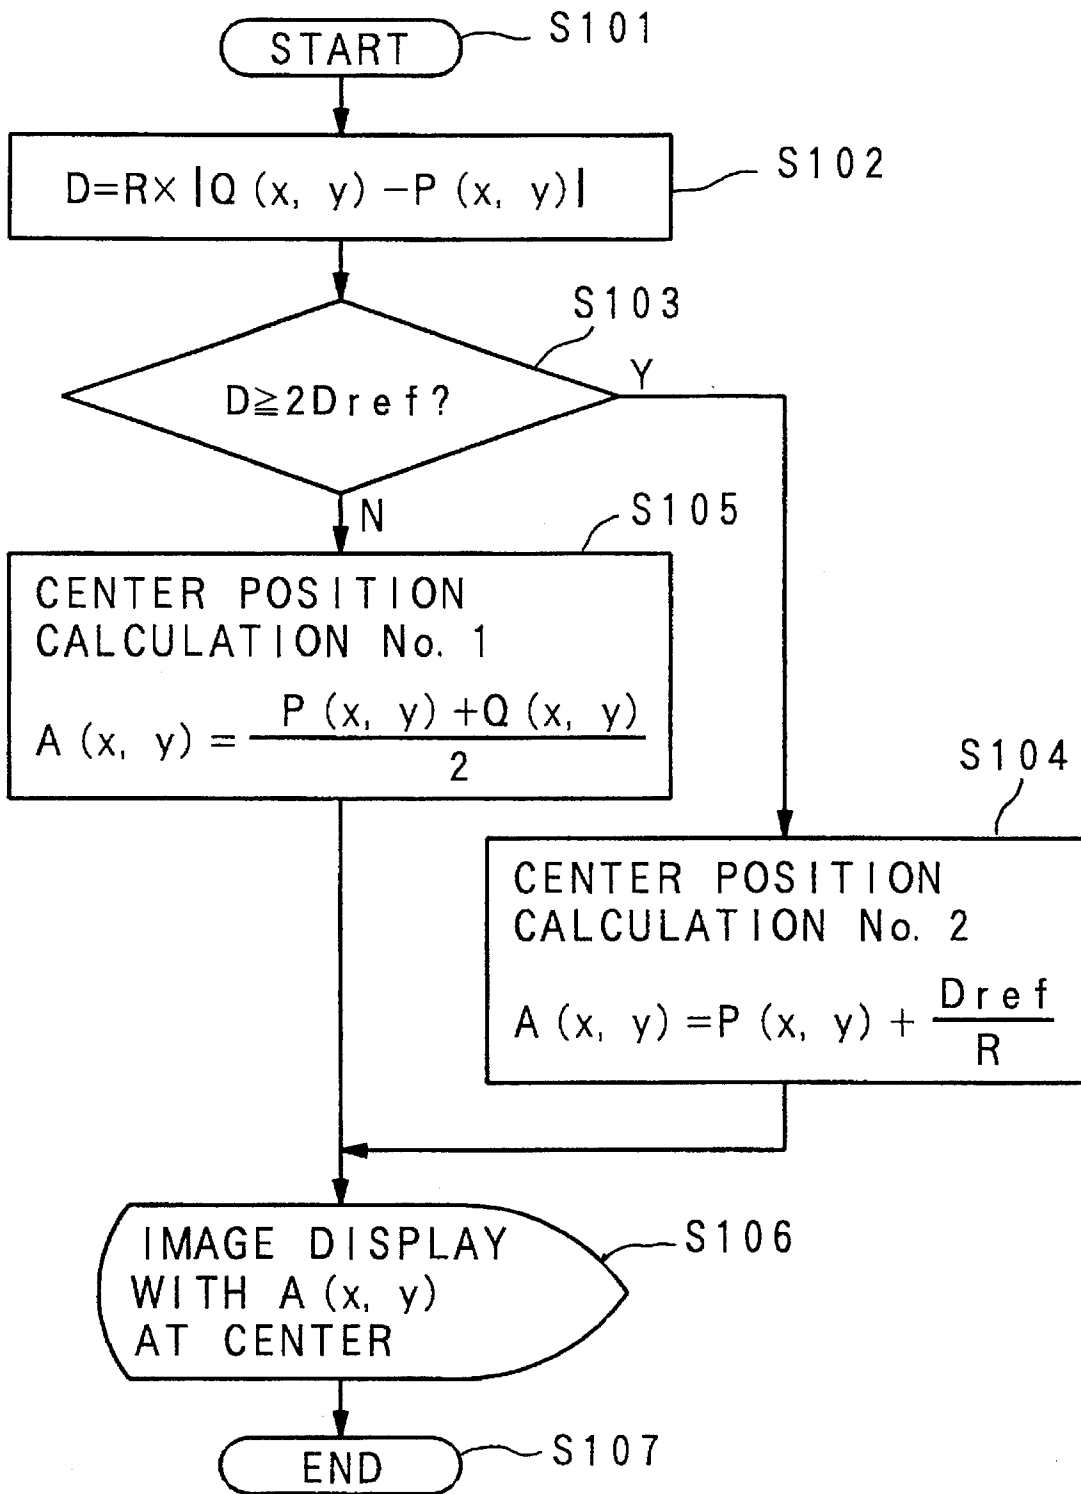 START
S101
D=R×|Q(x, y)-P(x, y)|
S102
S103
D≧2Dref?
Y
N
S105
CENTER POSITION
CALCULATION No. 1
A(x, y)=P(x, y)+Q(x, y)/2
S104
CENTER POSITION
CALCULATION No. 2
A(x, y)=P(x, y)+Dref/R
IMAGE DISPLAY
WITH A(x, y)
AT CENTER
S106
END
S107